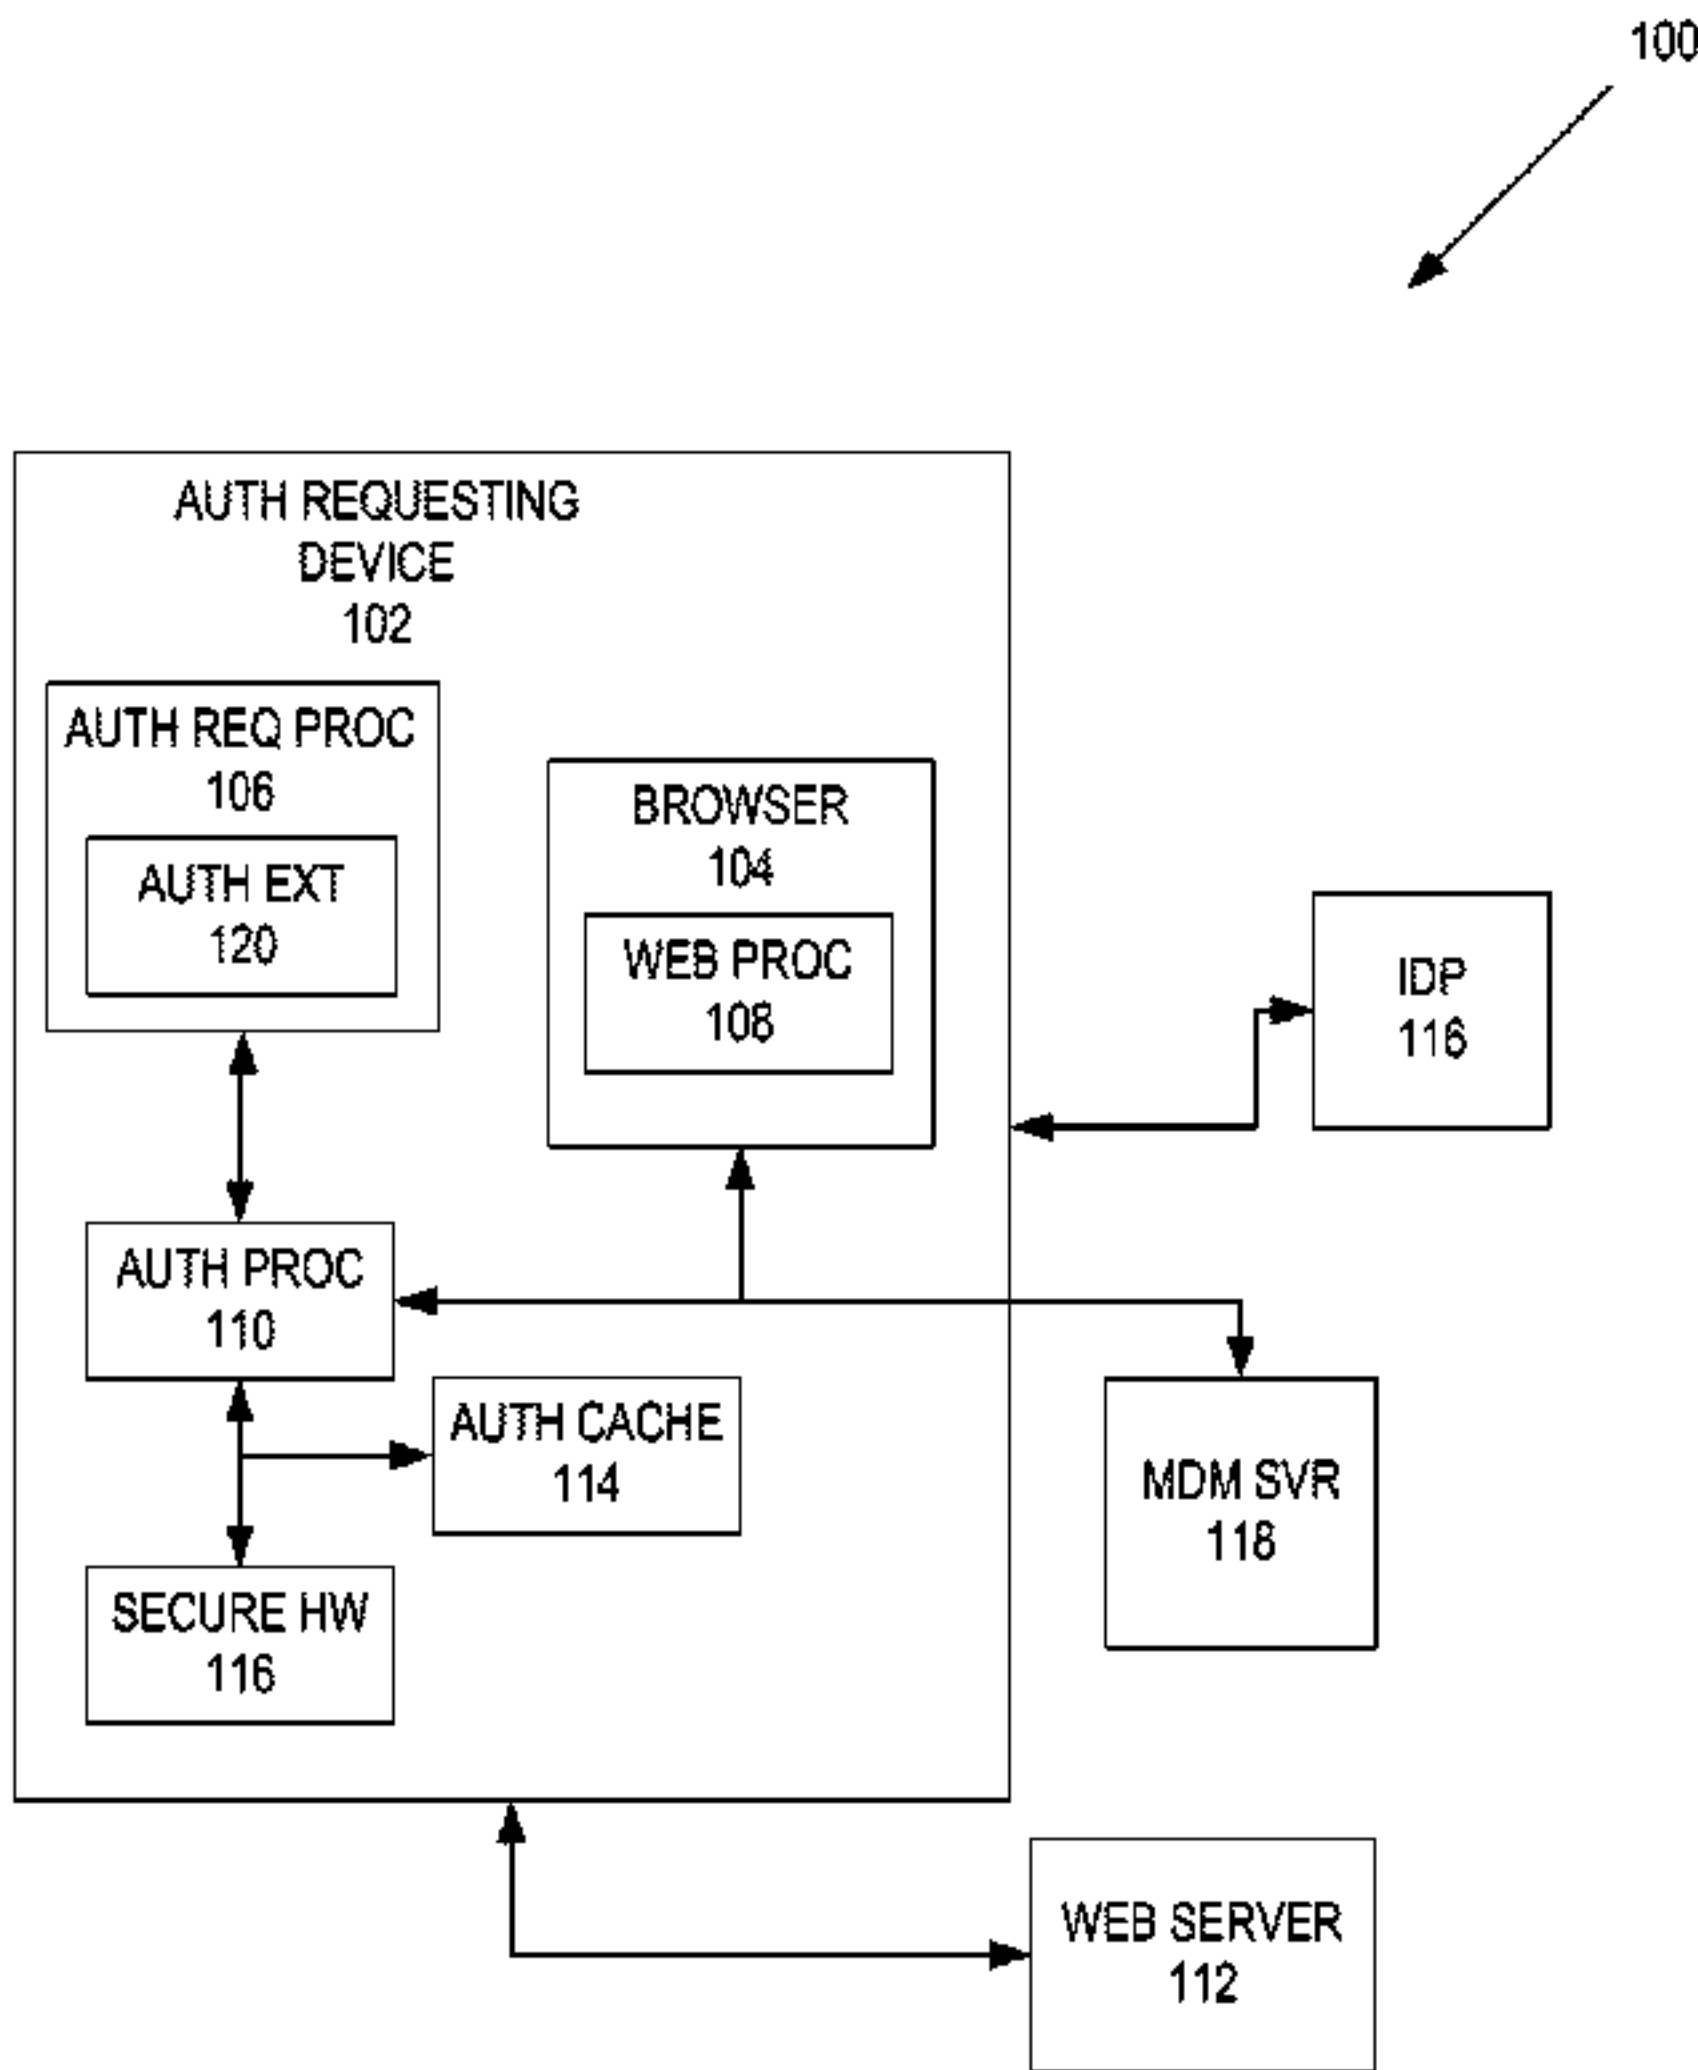 100
AUTH REQUESTING
DEVICE
102
AUTH REQ PROC
106
AUTH EXT
120
BROWSER
104
WEB PROC
108
IDP
116
AUTH PROC
110
AUTH CACHE
114
MDM SVR
118
SECURE HW
116
WEB SERVER
112